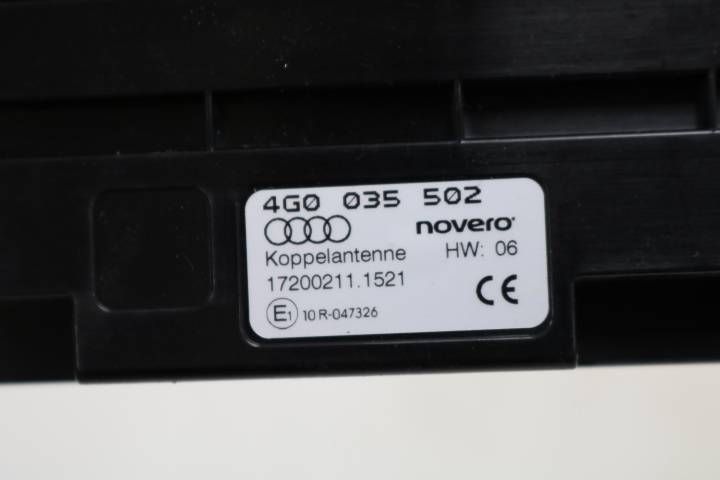 4G0 035 502
novero
Koppelantenne HW: 06
17200211.1521
CE
E1 10 R-047326